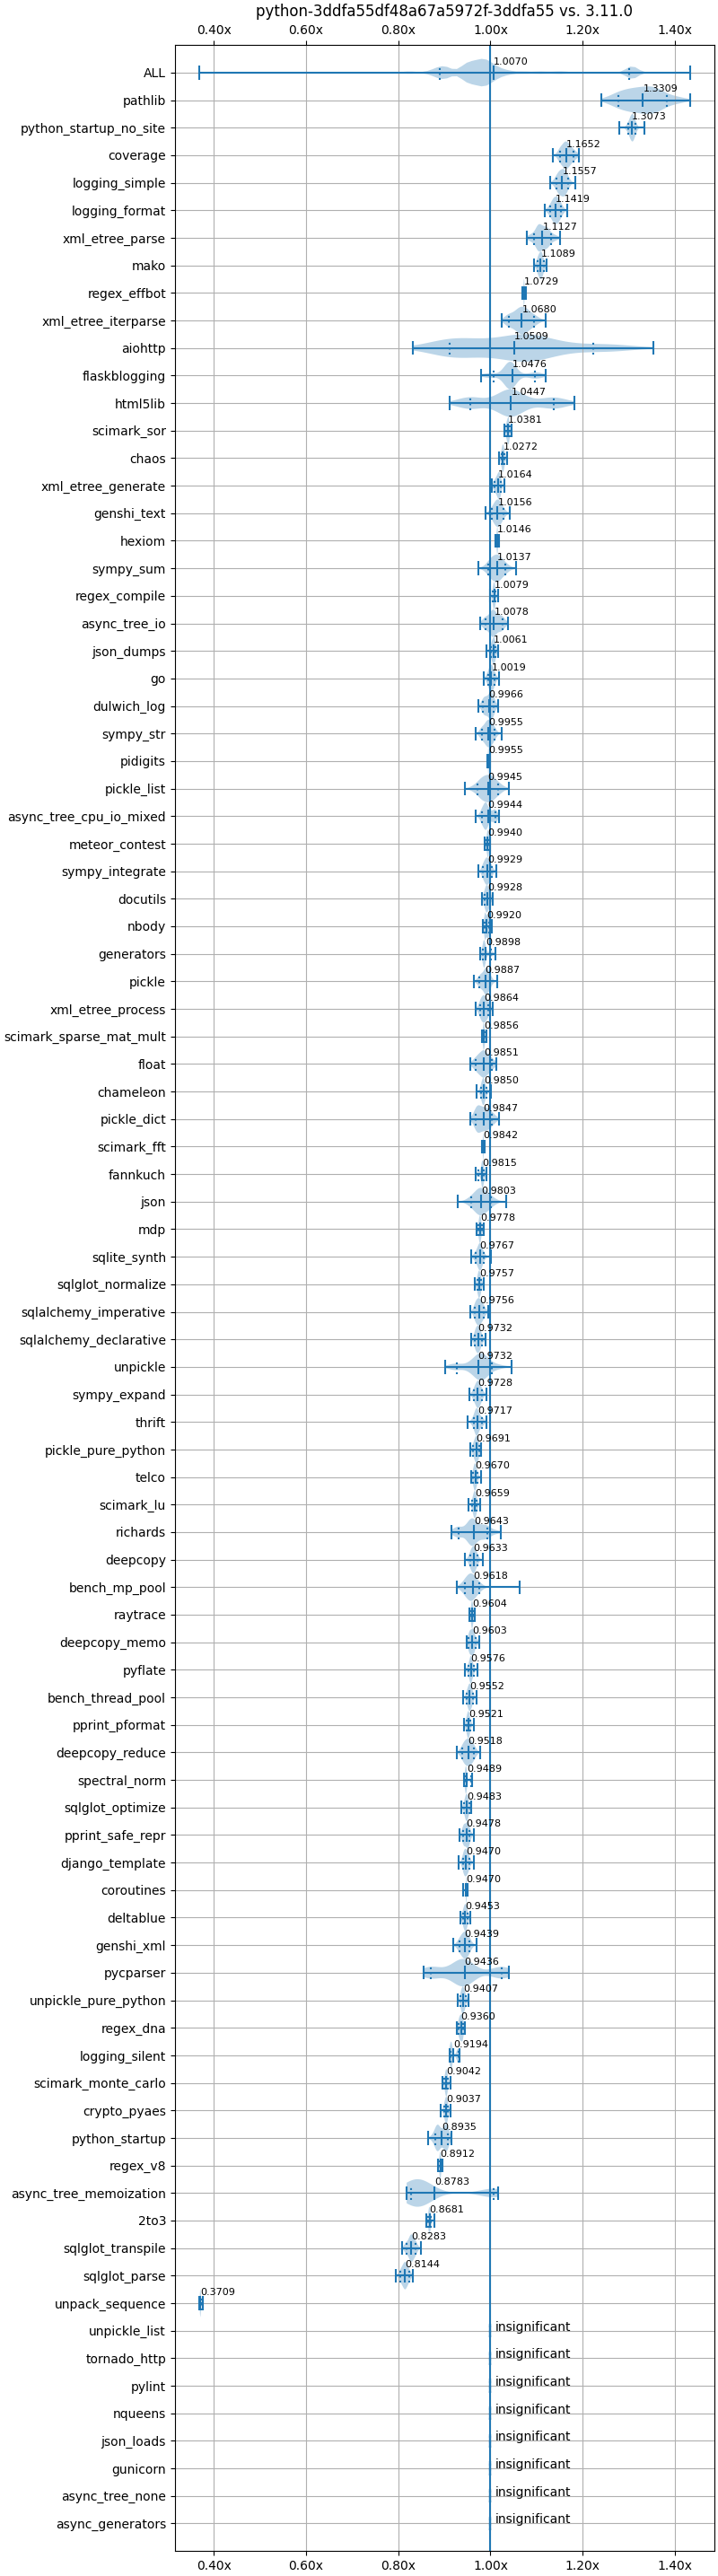 python-3ddfa55df48a67a5972f-3ddfa55 vs. 3.11.0
0.40x 0.60x 0.80x 1.00x 1.20x 1.40x
ALL 1.0070
pathlib 1.3309
python_startup_no_site 1.3073
coverage 1.1652
logging_simple 1.1557
logging_format 1.1419
xml_etree_parse 1.1127
mako 1.1089
regex_effbot 1.0729
xml_etree_iterparse 1.0680
aiohttp 1.0509
flaskblogging 1.0476
html5lib 1.0447
scimark_sor 1.0381
chaos 1.0272
xml_etree_generate 1.0164
genshi_text 1.0156
hexiom 1.0146
sympy_sum 1.0137
regex_compile 1.0079
async_tree_io 1.0078
json_dumps 1.0061
go 1.0019
dulwich_log 0.9966
sympy_str 0.9955
pidigits 0.9955
pickle_list 0.9945
async_tree_cpu_io_mixed 0.9944
meteor_contest 0.9940
sympy_integrate 0.9929
docutils 0.9928
nbody 0.9920
generators 0.9898
pickle 0.9887
xml_etree_process 0.9864
scimark_sparse_mat_mult 0.9856
float 0.9851
chameleon 0.9850
pickle_dict 0.9847
scimark_fft 0.9842
fannkuch 0.9815
json 0.9803
mdp 0.9778
sqlite_synth 0.9767
sqlglot_normalize 0.9757
sqlalchemy_imperative 0.9756
sqlalchemy_declarative 0.9732
unpickle 0.9732
sympy_expand 0.9728
thrift 0.9717
pickle_pure_python 0.9691
telco 0.9670
scimark_lu 0.9659
richards 0.9643
deepcopy 0.9633
bench_mp_pool 0.9618
raytrace 0.9604
deepcopy_memo 0.9603
pyflate 0.9576
bench_thread_pool 0.9552
pprint_pformat 0.9521
deepcopy_reduce 0.9518
spectral_norm 0.9489
sqlglot_optimize 0.9483
pprint_safe_repr 0.9478
django_template 0.9470
coroutines 0.9470
deltablue 0.9453
genshi_xml 0.9439
pycparser 0.9436
unpickle_pure_python 0.9407
regex_dna 0.9360
logging_silent 0.9194
scimark_monte_carlo 0.9042
crypto_pyaes 0.9037
python_startup 0.8935
regex_v8 0.8912
async_tree_memoization 0.8783
2to3 0.8681
sqlglot_transpile 0.8283
sqlglot_parse 0.8144
unpack_sequence 0.3709
unpickle_list insignificant
tornado_http insignificant
pylint insignificant
nqueens insignificant
json_loads insignificant
gunicorn insignificant
async_tree_none insignificant
async_generators insignificant
0.40x 0.60x 0.80x 1.00x 1.20x 1.40x